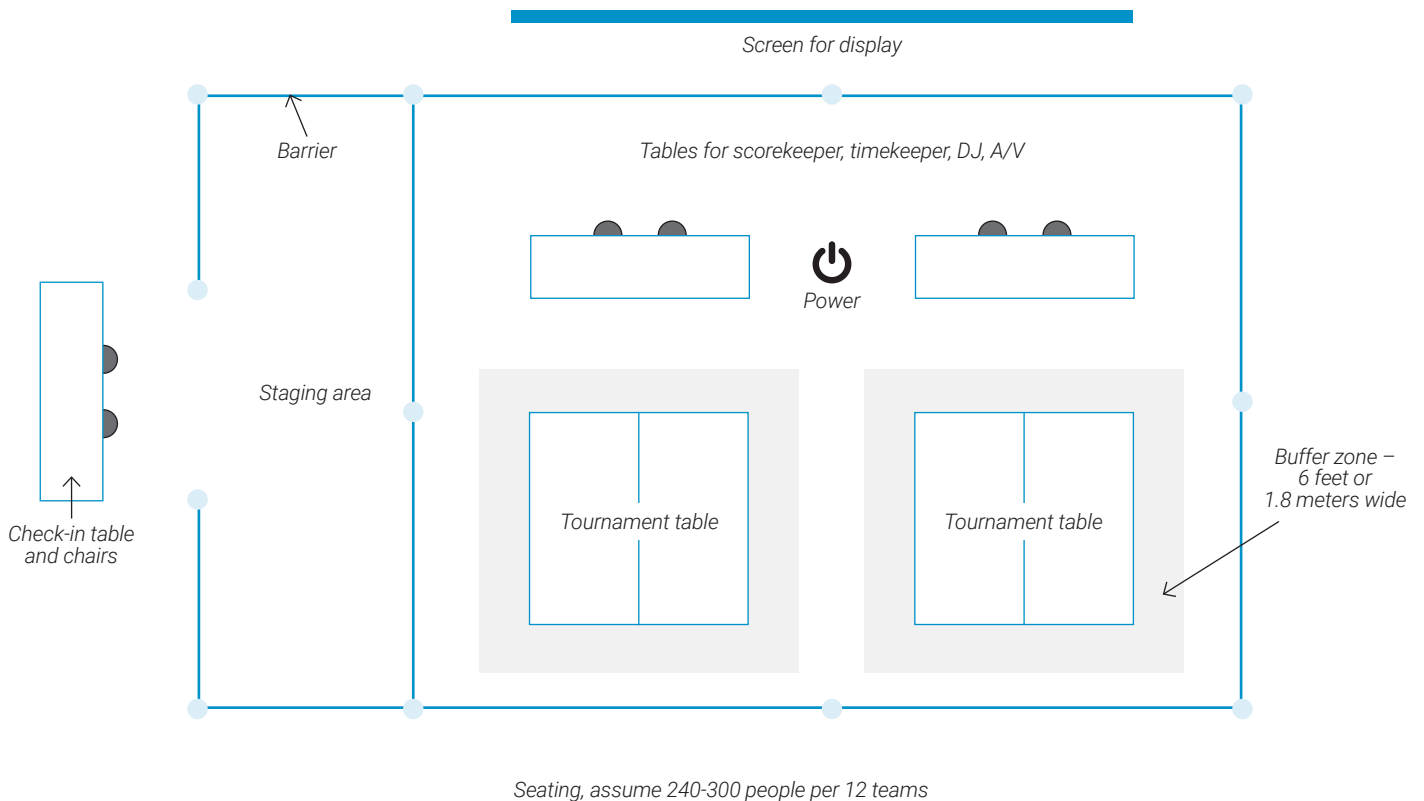 Screen for display
Barrier
Tables for scorekeeper, timekeeper, DJ, A/V
Power
Staging area
Check-in table
and chairs
Tournament table
Tournament table
Buffer zone –
6 feet or
1.8 meters wide
Seating, assume 240-300 people per 12 teams